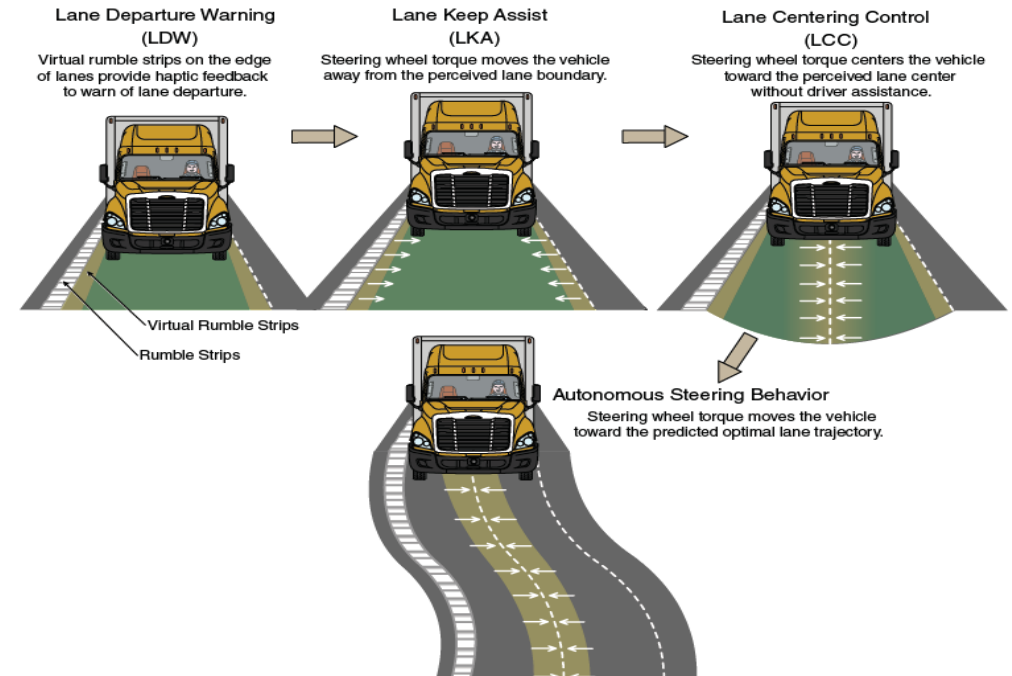 Lane Departure Warning
(LDW)
Virtual rumble strips on the edge
of lanes provide haptic feedback
to warn of lane departure.
Lane Keep Assist
(LKA)
Steering wheel torque moves the vehicle
away from the perceived lane boundary.
Lane Centering Control
(LCC)
Steering wheel torque centers the vehicle
toward the perceived lane center
without driver assistance.
Virtual Rumble Strips
Rumble Strips
Autonomous Steering Behavior
Steering wheel torque moves the vehicle
toward the predicted optimal lane trajectory.